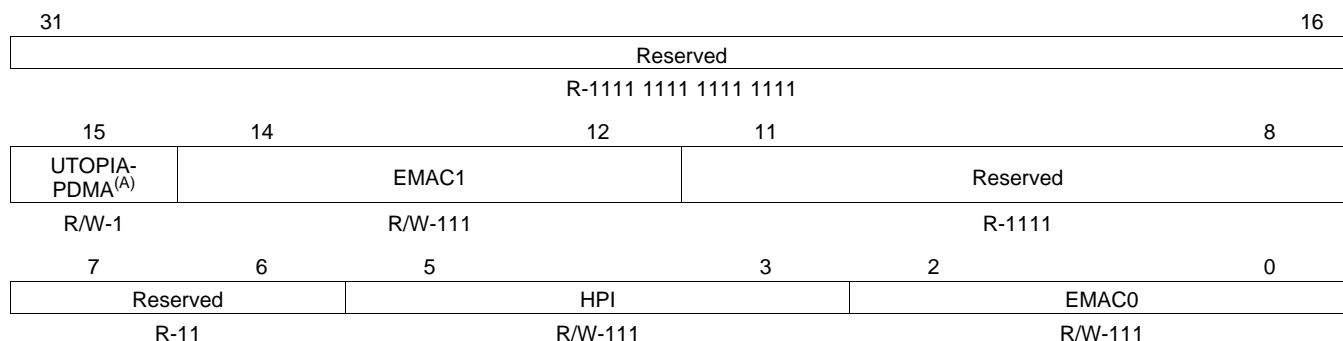 31 16
Reserved
R-1111 1111 1111 1111
15 14 12 11 8
UTOPIA-
PDMA(A) EMAC1 Reserved
R/W-1 R/W-111 R-1111
7 6 5 3 2 0
Reserved HPI EMAC0
R-11 R/W-111 R/W-111